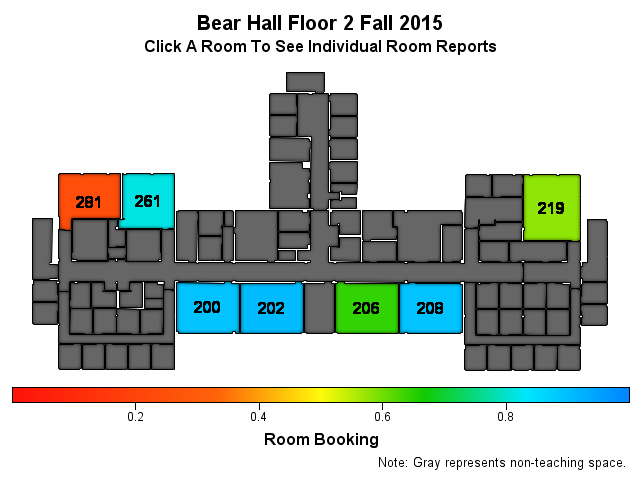 Bear Hall Floor 2 Fall 2015
Click A Room To See Individual Room Reports
281
261
219
200
202
206
208
0.2
0.4
0.6
0.8
Room Booking
Note: Gray represents non-teaching space.